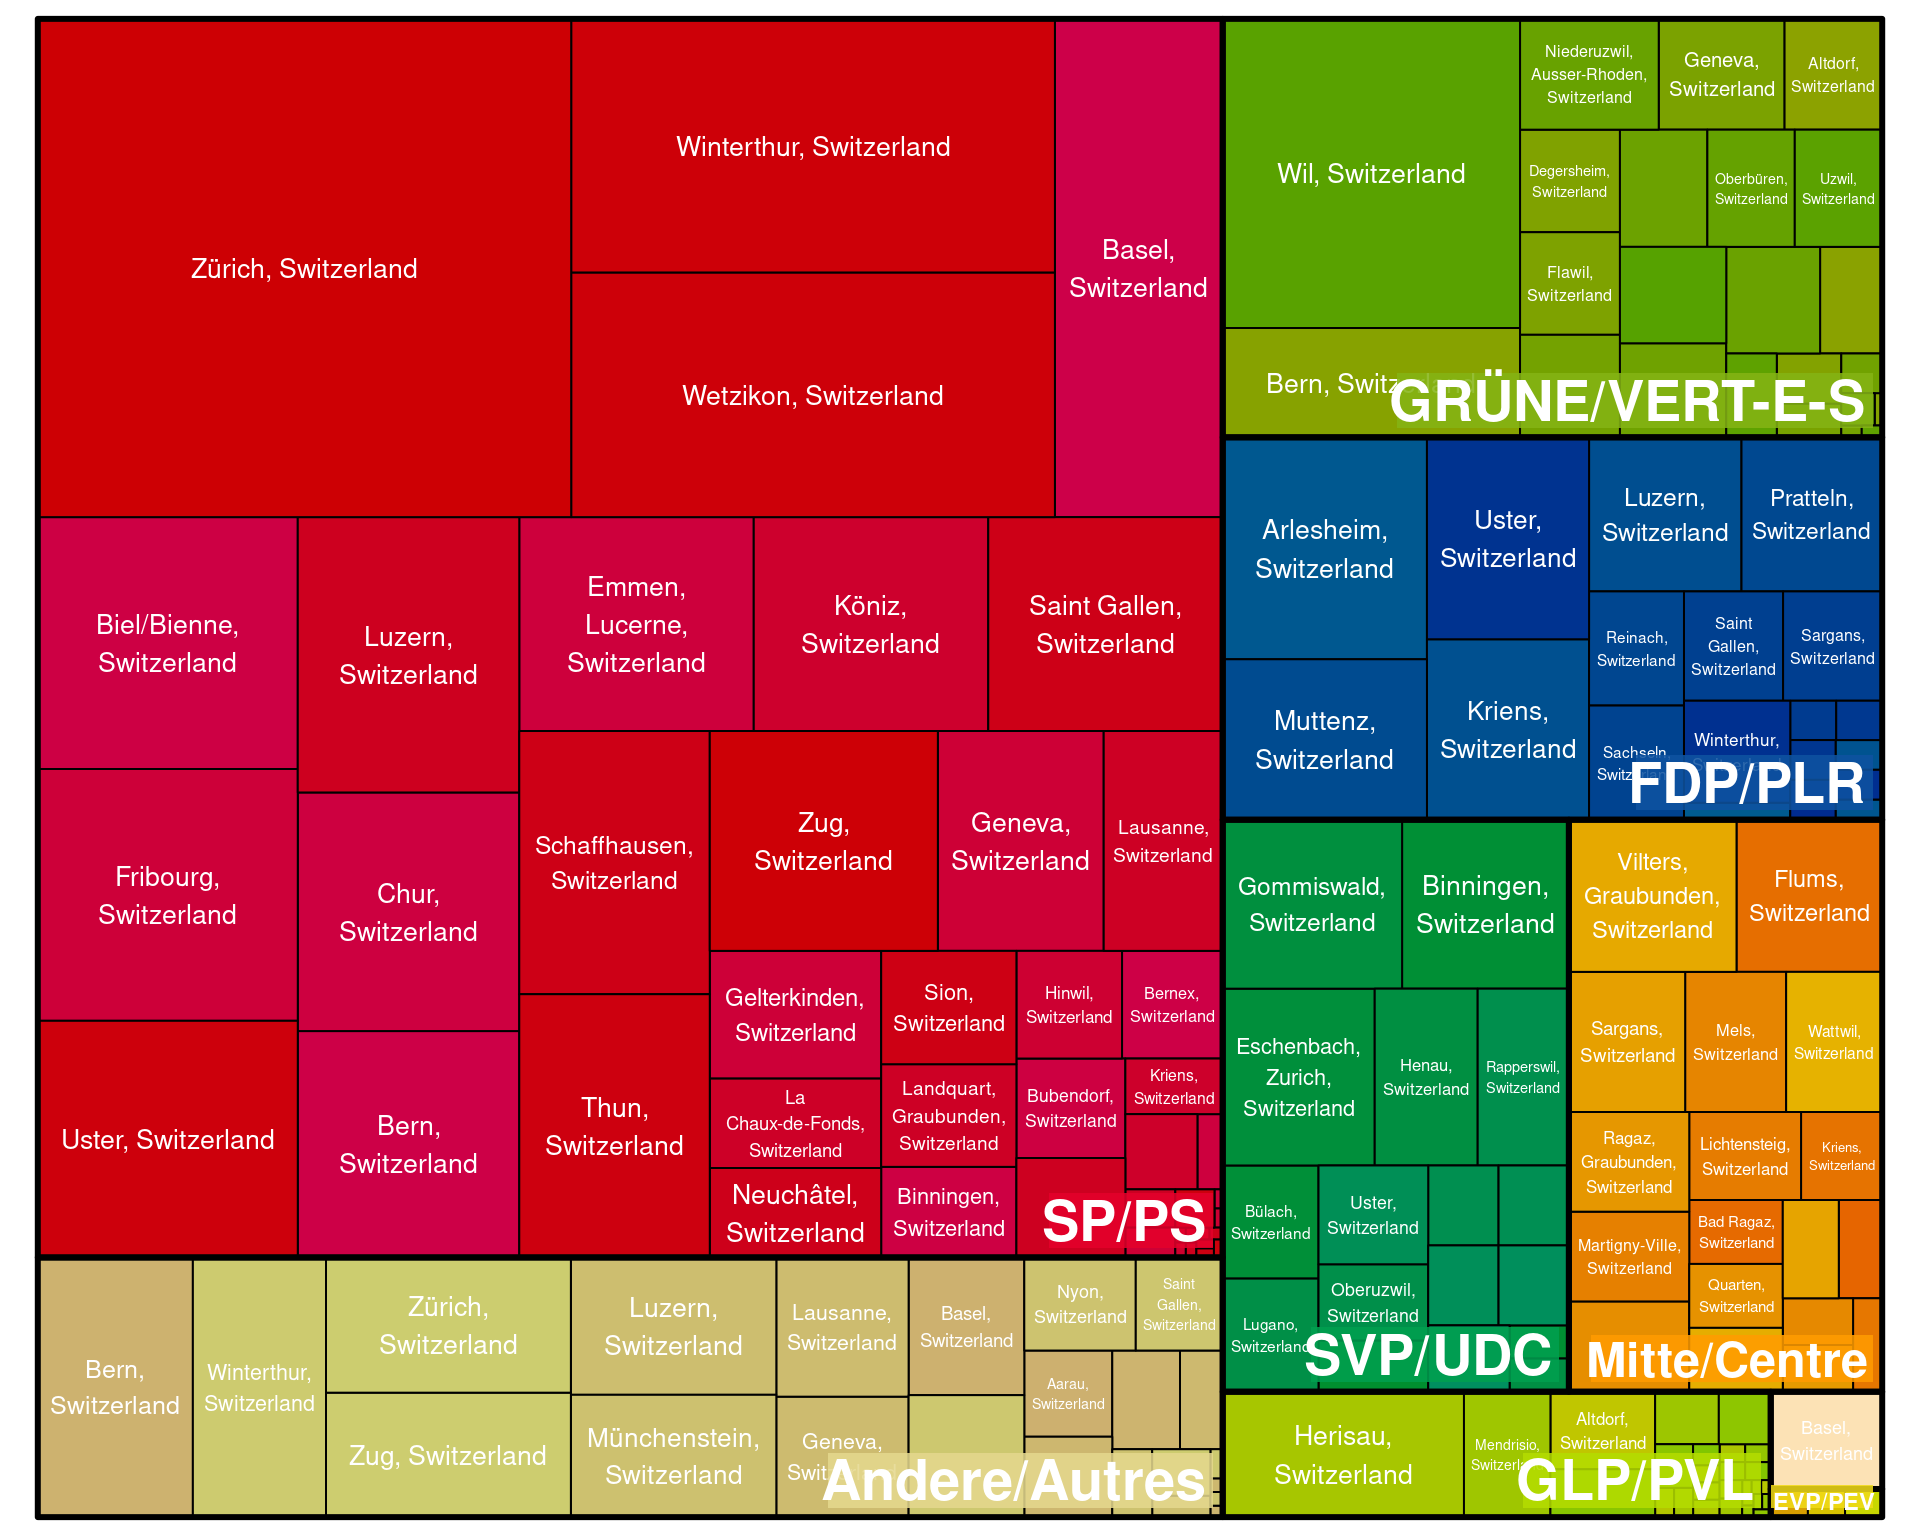 Zürich, Switzerland
Winterthur, Switzerland
Wetzikon, Switzerland
Basel,
Switzerland
Biel/Bienne,
Switzerland
Luzern,
Switzerland
Emmen,
Lucerne,
Switzerland
Köniz,
Switzerland
Saint Gallen,
Switzerland
Fribourg,
Switzerland
Chur,
Switzerland
Schaffhausen,
Switzerland
Zug,
Switzerland
Geneva,
Switzerland
Lausanne,
Switzerland
Uster, Switzerland
Bern,
Switzerland
Thun,
Switzerland
Gelterkinden,
Switzerland
Sion,
Switzerland
Hinwil,
Switzerland
Bernex,
Switzerland
La
Chaux-de-Fonds,
Switzerland
Landquart,
Graubunden,
Switzerland
Bubendorf,
Switzerland
Kriens,
Switzerland
Neuchâtel,
Switzerland
Binningen,
Switzerland
SP/PS
Bern,
Switzerland
Winterthur,
Switzerland
Zürich,
Switzerland
Zug, Switzerland
Luzern,
Switzerland
Münchenstein,
Switzerland
Lausanne,
Switzerland
Geneva,
Basel,
Switzerland
Nyon,
Switzerland
Saint
Gallen,
Switzerland
Aarau,
Switzerland
Andere/Autres
Wil, Switzerland
Bern, Switzerland
Niederuzwil,
Ausser-Rhoden,
Switzerland
Geneva,
Switzerland
Altdorf,
Switzerland
Degersheim,
Switzerland
Oberbüren,
Switzerland
Uzwil,
Switzerland
Flawil,
Switzerland
GRÜNE/VERT-E-S
Arlesheim,
Switzerland
Uster,
Switzerland
Luzern,
Switzerland
Pratteln,
Switzerland
Muttenz,
Switzerland
Kriens,
Switzerland
Reinach,
Switzerland
Saint
Gallen,
Switzerland
Sargans,
Switzerland
Sachseln,
Switzerland
Winterthur,
Switzerland
FDP/PLR
Gommiswald,
Switzerland
Binningen,
Switzerland
Eschenbach,
Zurich,
Switzerland
Henau,
Switzerland
Rapperswil,
Switzerland
Bülach,
Switzerland
Uster,
Switzerland
Oberuzwil,
Switzerland
Lugano,
Switzerland
SVP/UDC
Vilters,
Graubunden,
Switzerland
Flums,
Switzerland
Sargans,
Switzerland
Mels,
Switzerland
Wattwil,
Switzerland
Ragaz,
Graubunden,
Switzerland
Lichtensteig,
Switzerland
Kriens,
Switzerland
Martigny-Ville,
Switzerland
Bad Ragaz,
Switzerland
Quarten,
Switzerland
Mitte/Centre
Herisau,
Switzerland
Mendrisio,
Switzerland
Altdorf,
Switzerland
GLP/PVL
Basel,
Switzerland
EVP/PEV